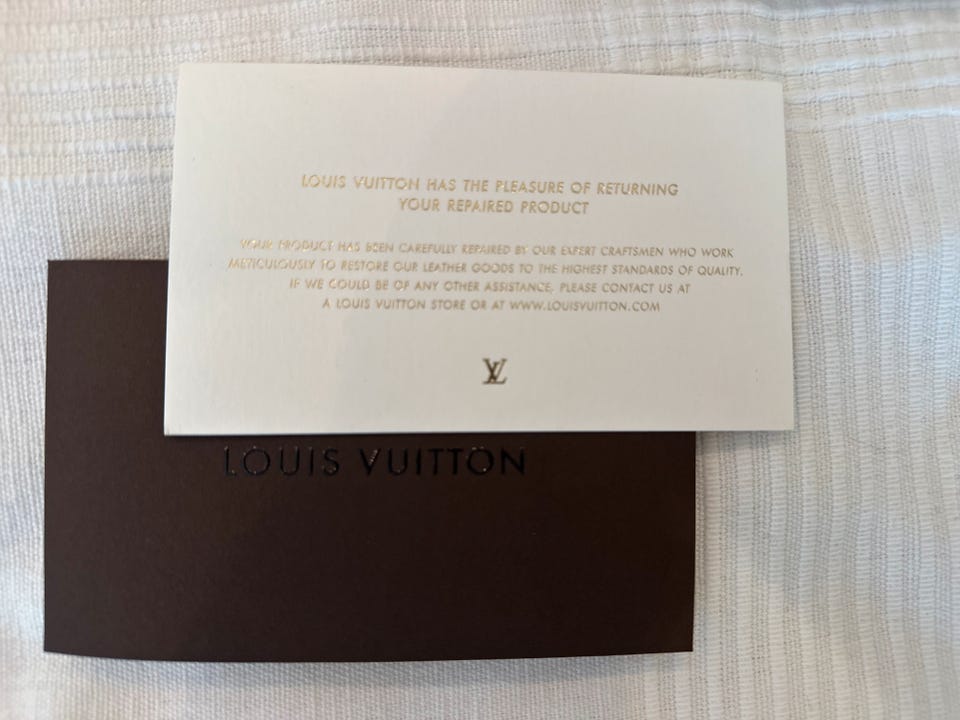 LOUIS VUITTON HAS THE PLEASURE OF RETURNING
YOUR REPAIRED PRODUCT
YOUR PRODUCT HAS BEEN CAREFULLY REPAIRED BY OUR EXPERT CRAFTSMEN WHO WORK
METICULOUSLY TO RESTORE OUR LEATHER GOODS TO THE HIGHEST STANDARDS OF QUALITY.
IF WE COULD BE OF ANY OTHER ASSISTANCE, PLEASE CONTACT US AT
A LOUIS VUITTON STORE OR AT WWW.LOUISVUITTON.COM
LV
LOUIS VUITTON